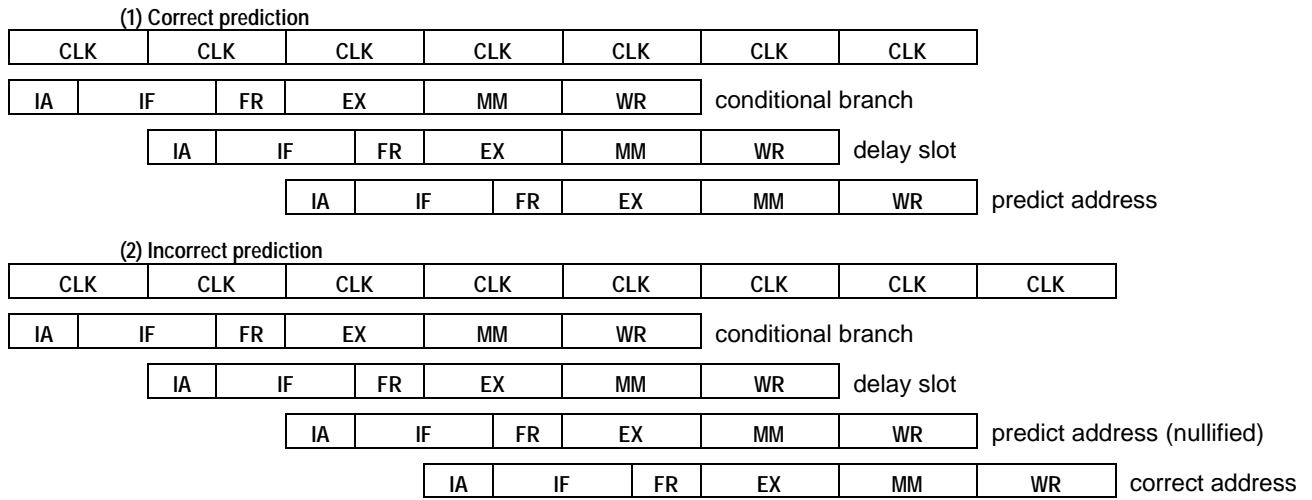 (1) Correct prediction
CLK CLK CLK CLK CLK CLK CLK
IA IF FR EX MM WR conditional branch
IA IF FR EX MM WR delay slot
IA IF FR EX MM WR predict address
(2) Incorrect prediction
CLK CLK CLK CLK CLK CLK CLK CLK
IA IF FR EX MM WR conditional branch
IA IF FR EX MM WR delay slot
IA IF FR EX MM WR predict address (nullified)
IA IF FR EX MM WR correct address